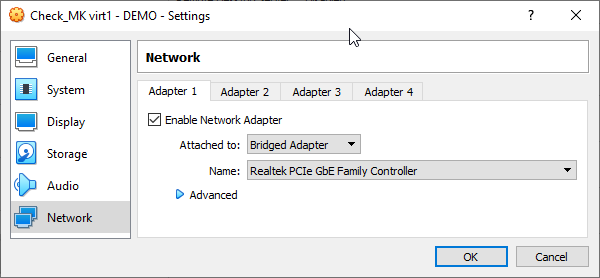 Check_MK virt1 - DEMO - Settings
? ×
General
System
Display
Storage
Audio
Network
Network
Adapter 1 Adapter 2 Adapter 3 Adapter 4
Enable Network Adapter
Attached to: Bridged Adapter
Name: Realtek PCIe GbE Family Controller
Advanced
OK Cancel